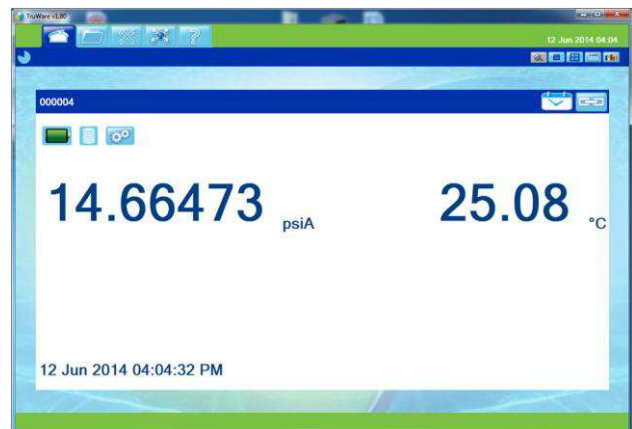 TruWare v1.80
?
12 Jun 2014 04:04
000004
14.66473 psiA
25.08 °C
12 Jun 2014 04:04:32 PM